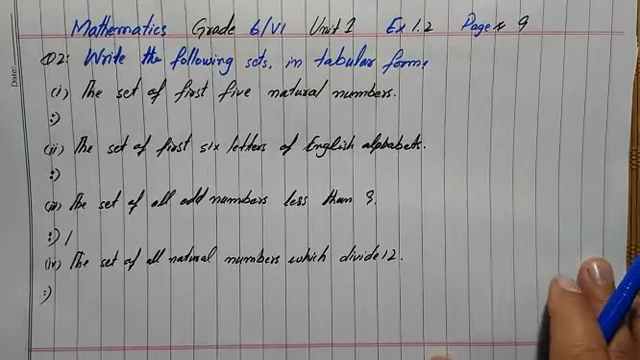 Mathematics Grade 6/VI Unit 1 Ex 1.2 Page # 9
Q2: Write the following sets, in tabular form:
(i) The set of first five natural numbers.
:)
(ii) The set of first six letters of English alphabets.
:)
(iii) The set of all odd numbers less than 9.
:) /
(iv) The set of all natural numbers which divide 12.
:)
Date: